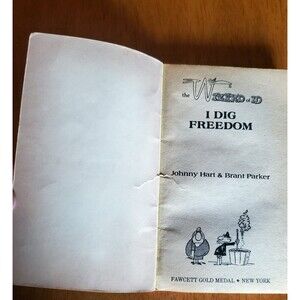 the WIZARD of ID
I DIG
FREEDOM
Johnny Hart & Brant Parker
FAWCETT GOLD MEDAL • NEW YORK